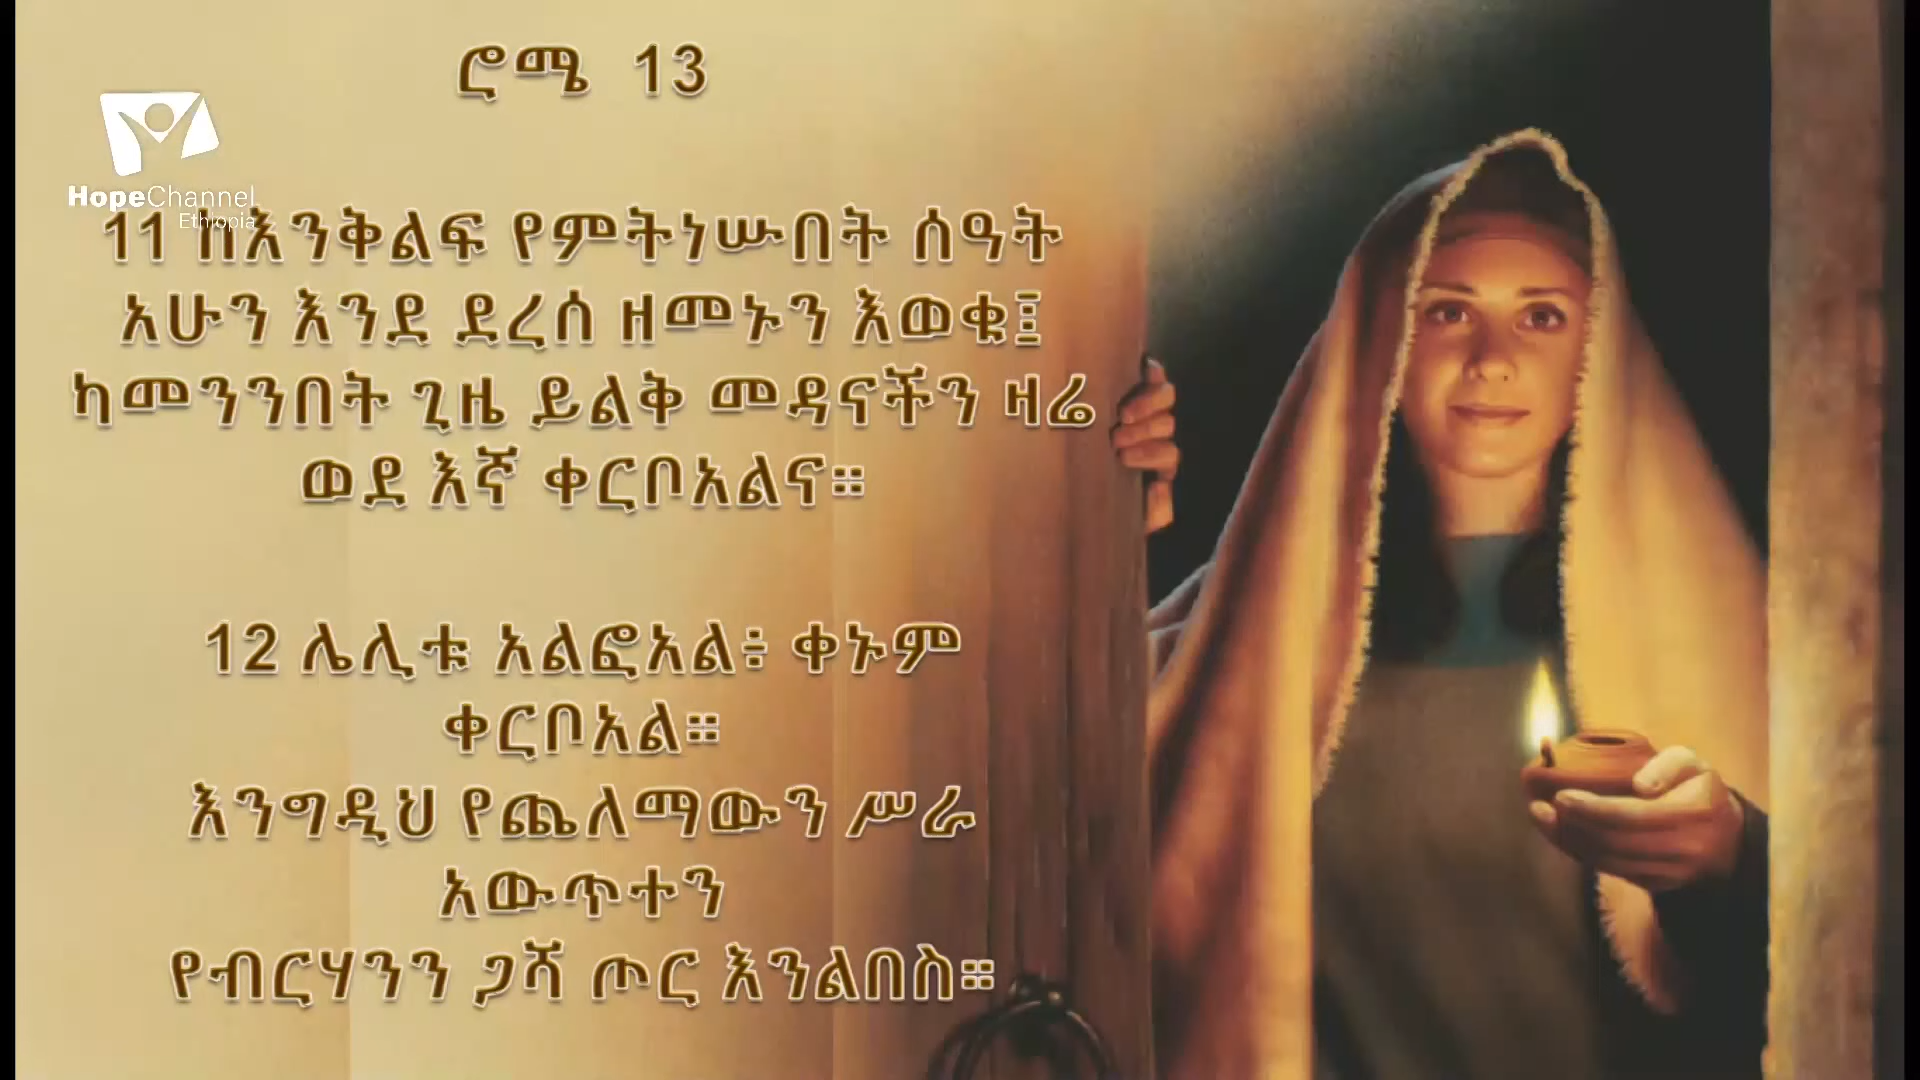 ሮሜ 13
HopeChannel
Ethiopia
11 ከእንቅልፍ የምትነሡበት ሰዓት
አሁን እንደ ደረሰ ዘመኑን እወቁ፤
ካመንንበት ጊዜ ይልቅ መዳናችን ዛሬ
ወደ እኛ ቀርቦአልና።
12 ሌሊቱ አልፎአል፥ ቀኑም
ቀርቦአል።
እንግዲህ የጨለማውን ሥራ
አውጥተን
የብርሃንን ጋሻ ጦር እንልበስ።